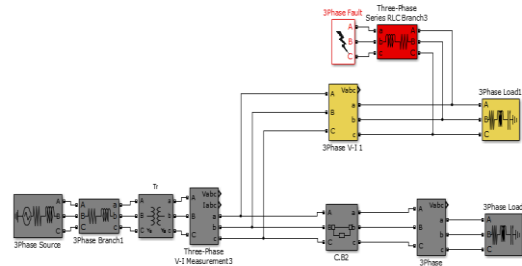 3Phase Fault
Three-Phase
Series RLC Branch3
A
B
C
a
b
c
A
B
C
Vabc
a
b
c
3Phase V-I 1
3Phase Load1
A
B
C
3Phase Source
A
B
C
3Phase Branch1
A
B
C
a
b
c
Tr
A
B
C
a
b
c
Three-Phase
V-I Measurement3
A
B
C
Vabc
Iabc
a
b
c
C.B2
A
B
C
a
b
c
3Phase
A
B
C
Vabc
a
b
c
3Phase Load
A
B
C